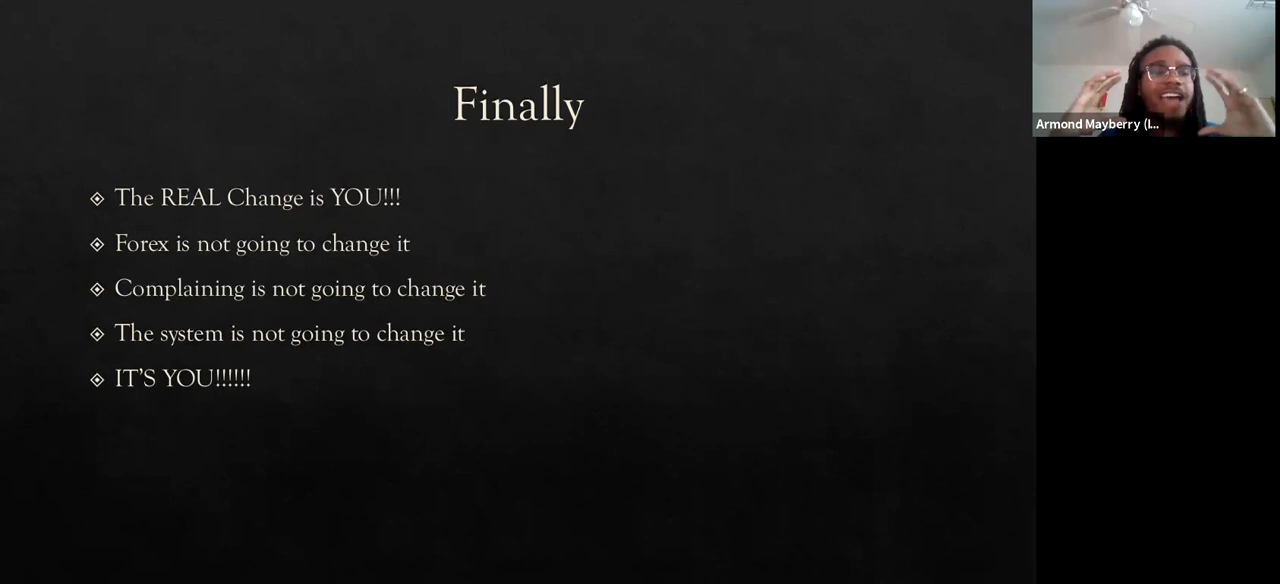 Finally
The REAL Change is YOU!!!
Forex is not going to change it
Complaining is not going to change it
The system is not going to change it
IT’S YOU!!!!!!
Armond Mayberry (I...